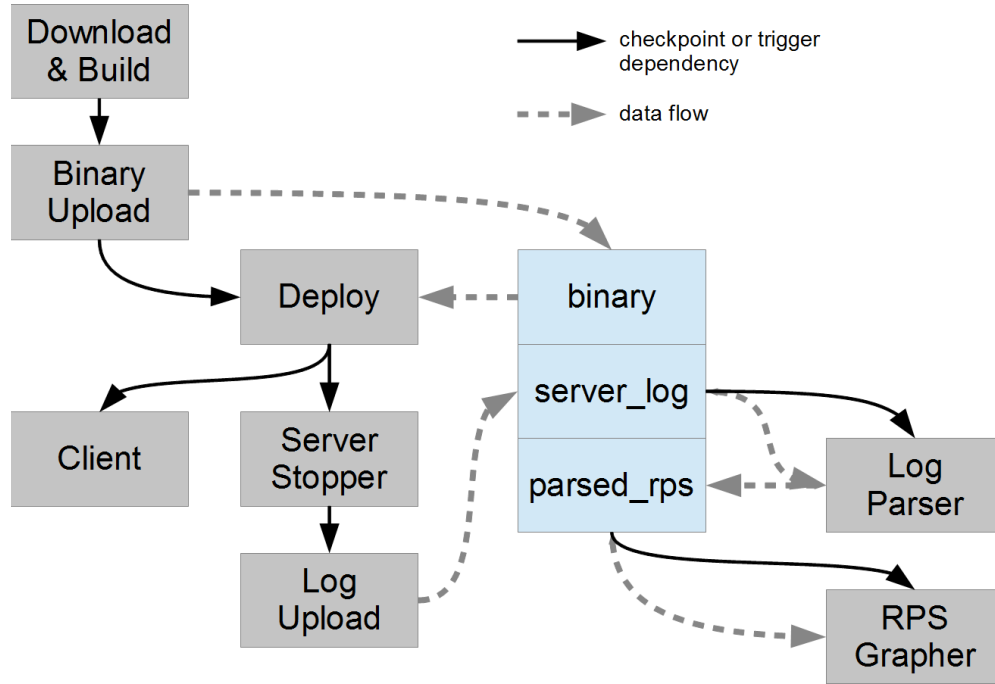 Download
& Build
checkpoint or trigger
dependency
data flow
Binary
Upload
Deploy
binary
server_log
parsed_rps
Client
Server
Stopper
Log
Parser
Log
Upload
RPS
Grapher